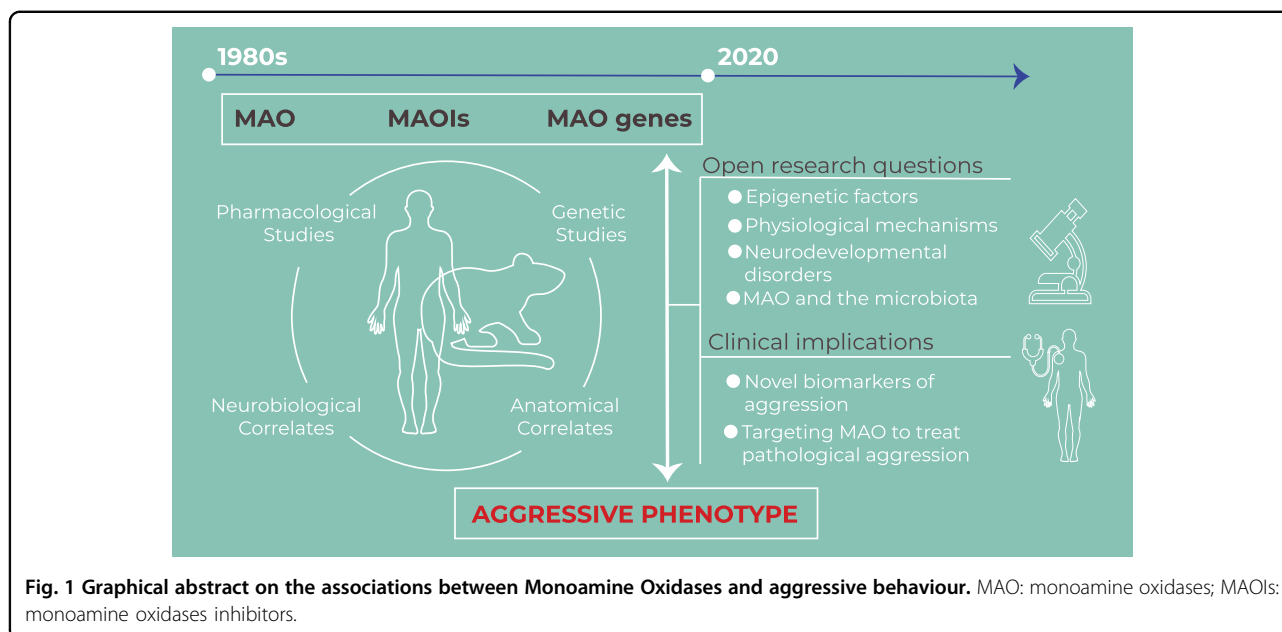 1980s
2020
MAO MAOIs MAO genes
Pharmacological
Studies
Genetic
Studies
Neurobiological
Correlates
Anatomical
Correlates
Open research questions
Epigenetic factors
Physiological mechanisms
Neurodevelopmental
disorders
MAO and the microbiota
Clinical implications
Novel biomarkers of
aggression
Targeting MAO to treat
pathological aggression
AGGRESSIVE PHENOTYPE
Fig. 1 Graphical abstract on the associations between Monoamine Oxidases and aggressive behaviour. MAO: monoamine oxidases; MAOIs:
monoamine oxidases inhibitors.